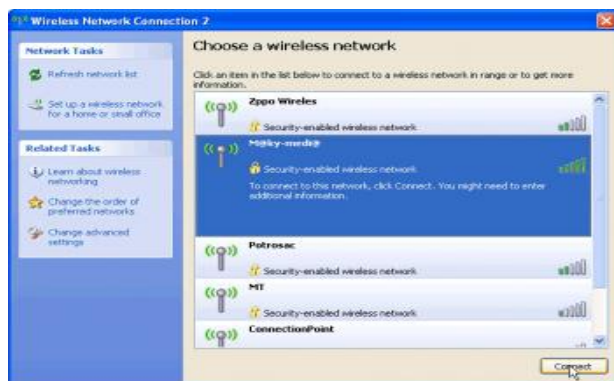 Wireless Network Connection 2
Network Tasks
Refresh network list
Set up a wireless network
for a home or small office
Related Tasks
Learn about wireless
networking
Change the order of
preferred networks
Change advanced
settings
Choose a wireless network
Click an item in the list below to connect to a wireless network in range or to get more
information.
Zppo Wireles
Security-enabled wireless network
M@ky-medi@
Security-enabled wireless network
To connect to this network, click Connect. You might need to enter
additional information.
Potrosac
Security-enabled wireless network
MT
Security-enabled wireless network
ConnectionPoint
Connect